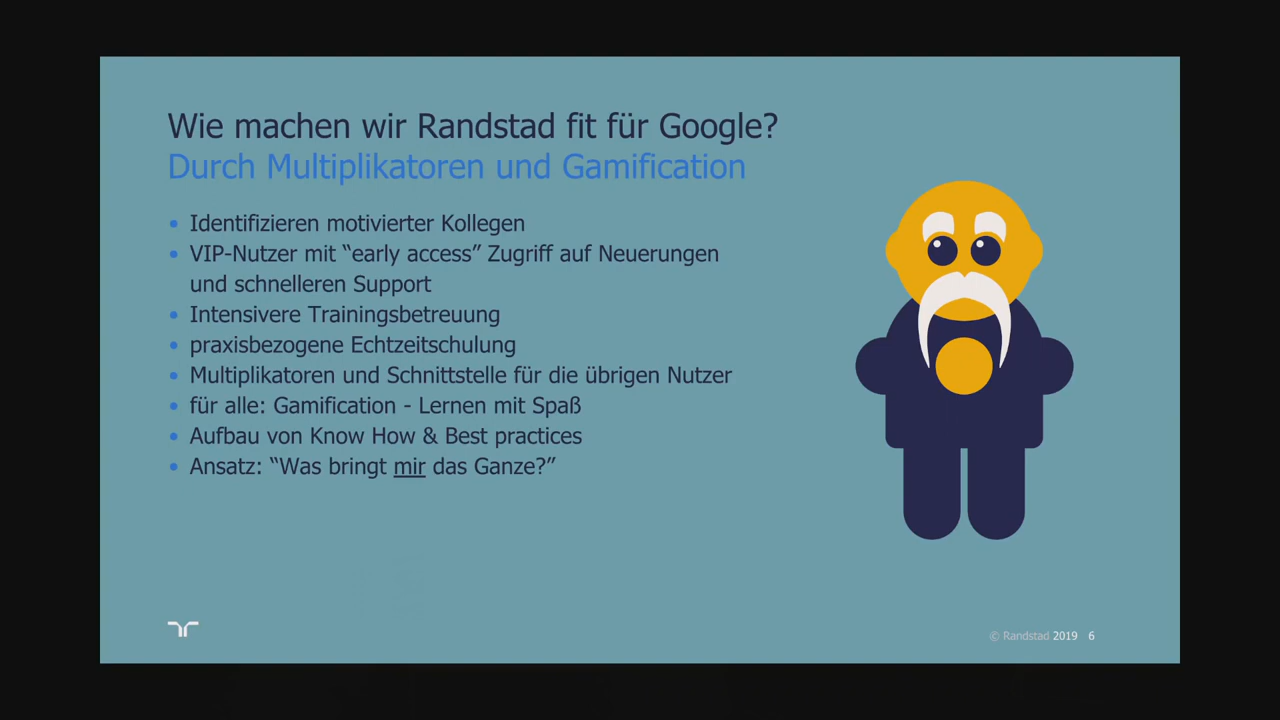 Wie machen wir Randstad fit für Google?
Durch Multiplikatoren und Gamification
• Identifizieren motivierter Kollegen
• VIP-Nutzer mit “early access” Zugriff auf Neuerungen
und schnelleren Support
• Intensivere Trainingsbetreuung
• praxisbezogene Echtzeitschulung
• Multiplikatoren und Schnittstelle für die übrigen Nutzer
• für alle: Gamification - Lernen mit Spaß
• Aufbau von Know How & Best practices
• Ansatz: “Was bringt mir das Ganze?”
© Randstad 2019 6